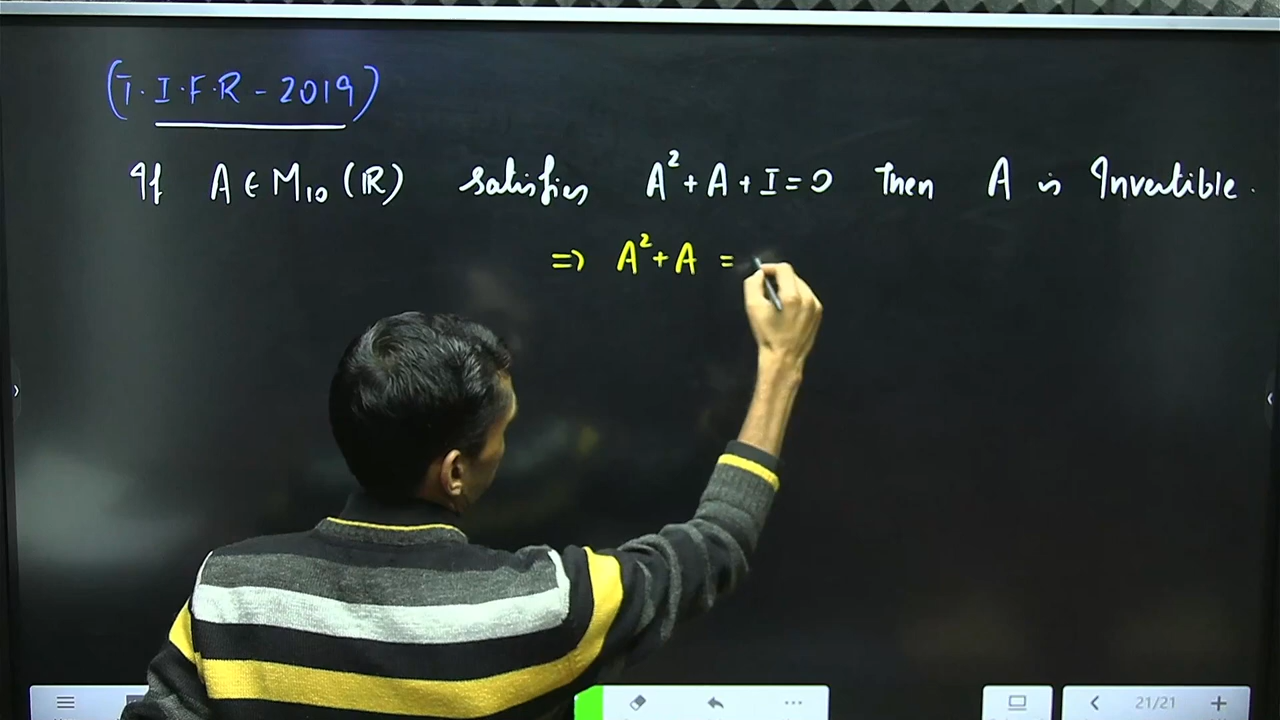 (T.I.F.R - 2019)
If A ∈ M₁₀(ℝ) satisfies A² + A + I = 0 Then A is Invertible.
⇒ A² + A =
21/21